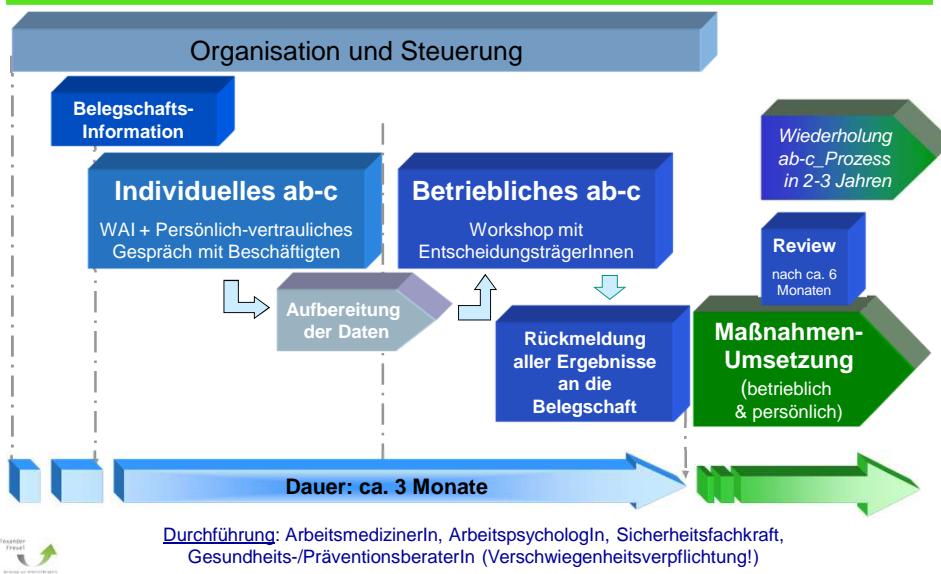 Organisation und Steuerung
Belegschafts-
Information
Individuelles ab-c
WAI + Persönlich-vertrauliches
Gespräch mit Beschäftigten
Betriebliches ab-c
Workshop mit
EntscheidungsträgerInnen
Wiederholung
ab-c_Prozess
in 2-3 Jahren
Review
nach ca. 6
Monaten
Aufbereitung
der Daten
Rückmeldung
aller Ergebnisse
an die
Belegschaft
Maßnahmen-
Umsetzung
(betrieblich
& persönlich)
Dauer: ca. 3 Monate
Durchführung: ArbeitsmedizinerIn, ArbeitspsychologIn, Sicherheitsfachkraft,
Gesundheits-/PräventionsberaterIn (Verschwiegenheitsverpflichtung!)